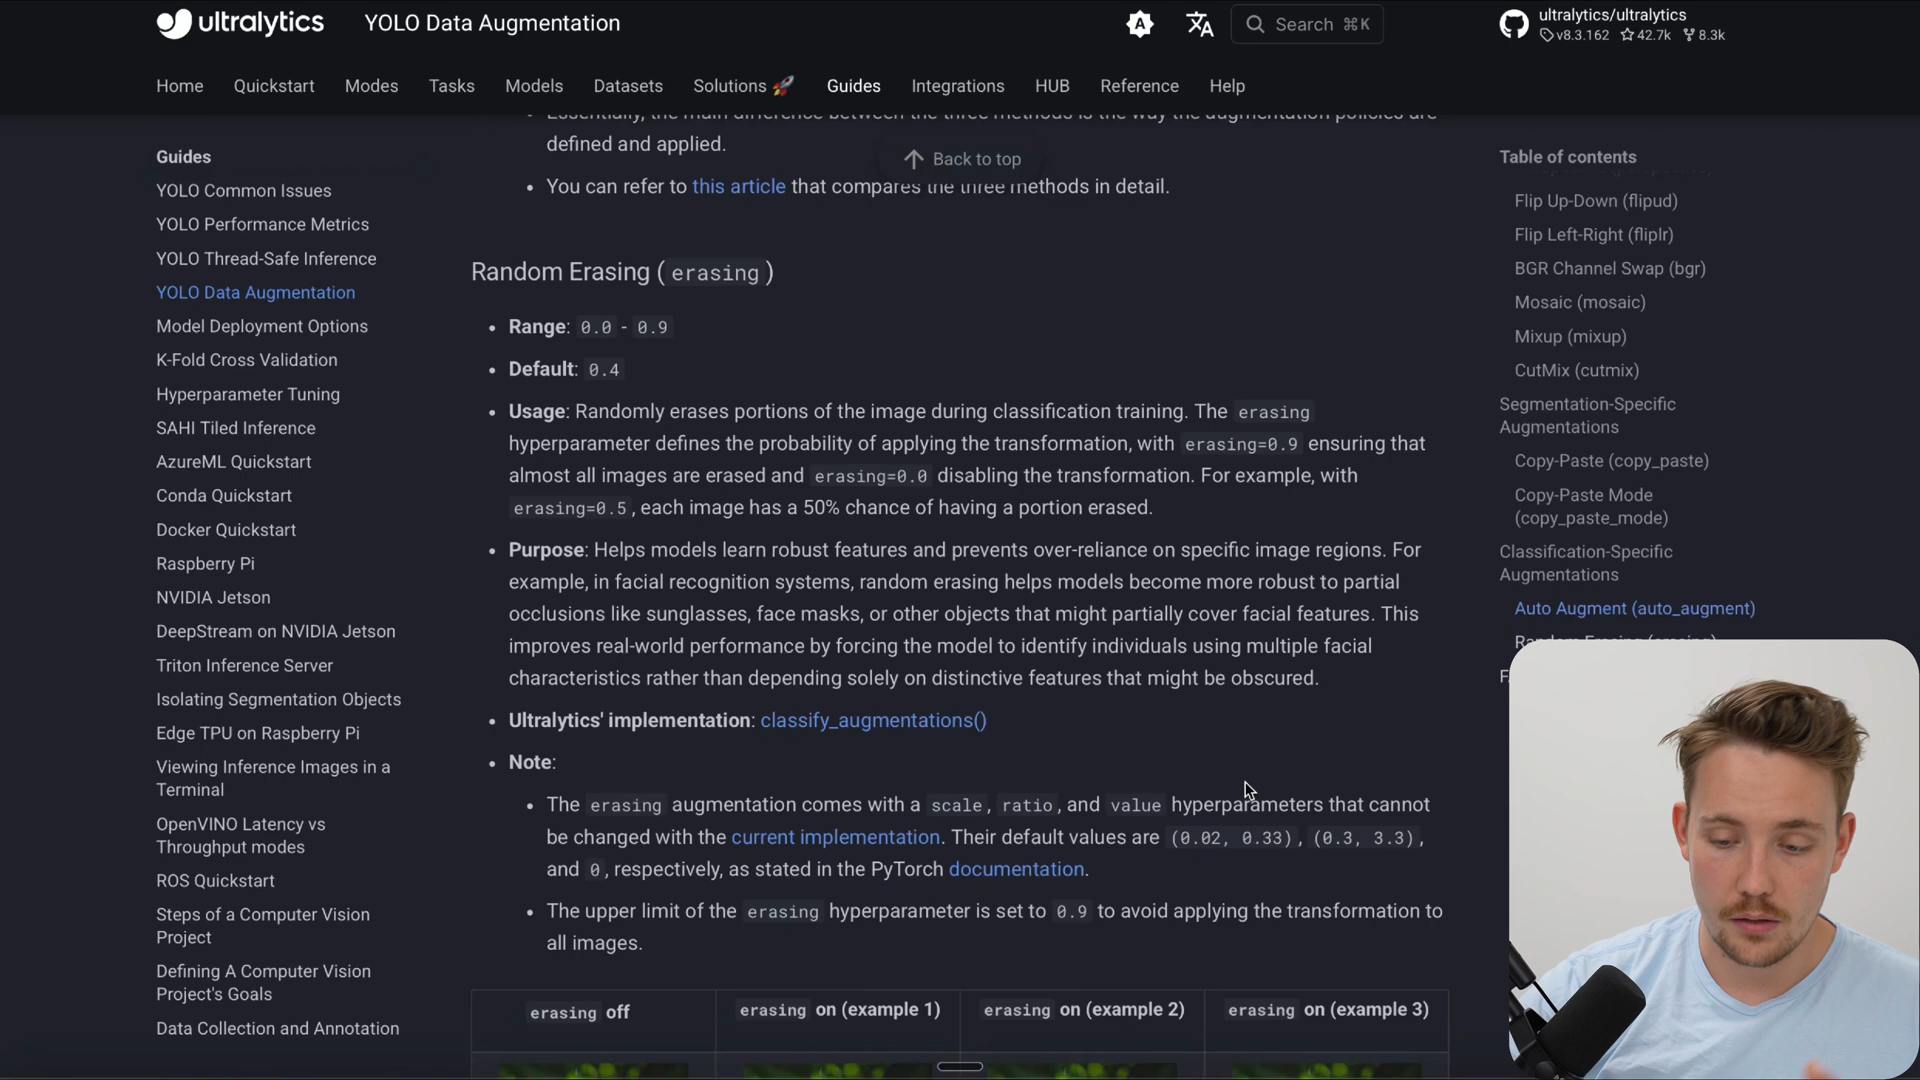 ultralytics
YOLO Data Augmentation
A
Search ⌘K
ultralytics/ultralytics
v8.3.162 42.7k 8.3k
Home Quickstart Modes Tasks Models Datasets Solutions 🚀 Guides Integrations HUB Reference Help
Guides
YOLO Common Issues
YOLO Performance Metrics
YOLO Thread-Safe Inference
YOLO Data Augmentation
Model Deployment Options
K-Fold Cross Validation
Hyperparameter Tuning
SAHI Tiled Inference
AzureML Quickstart
Conda Quickstart
Docker Quickstart
Raspberry Pi
NVIDIA Jetson
DeepStream on NVIDIA Jetson
Triton Inference Server
Isolating Segmentation Objects
Edge TPU on Raspberry Pi
Viewing Inference Images in a
Terminal
OpenVINO Latency vs
Throughput modes
ROS Quickstart
Steps of a Computer Vision
Project
Defining A Computer Vision
Project's Goals
Data Collection and Annotation
Essentially, the main difference between the three methods is the way the augmentation policies are
defined and applied.
Back to top
• You can refer to this article that compares the three methods in detail.
Random Erasing (erasing)
• Range: 0.0 - 0.9
• Default: 0.4
• Usage: Randomly erases portions of the image during classification training. The erasing
hyperparameter defines the probability of applying the transformation, with erasing=0.9 ensuring that
almost all images are erased and erasing=0.0 disabling the transformation. For example, with
erasing=0.5, each image has a 50% chance of having a portion erased.
• Purpose: Helps models learn robust features and prevents over-reliance on specific image regions. For
example, in facial recognition systems, random erasing helps models become more robust to partial
occlusions like sunglasses, face masks, or other objects that might partially cover facial features. This
improves real-world performance by forcing the model to identify individuals using multiple facial
characteristics rather than depending solely on distinctive features that might be obscured.
• Ultralytics' implementation: classify_augmentations()
• Note:
• The erasing augmentation comes with a scale, ratio, and value hyperparameters that cannot
be changed with the current implementation. Their default values are (0.02, 0.33), (0.3, 3.3),
and 0, respectively, as stated in the PyTorch documentation.
• The upper limit of the erasing hyperparameter is set to 0.9 to avoid applying the transformation to
all images.
erasing off erasing on (example 1) erasing on (example 2) erasing on (example 3)
Table of contents
Flip Up-Down (flipud)
Flip Left-Right (fliplr)
BGR Channel Swap (bgr)
Mosaic (mosaic)
Mixup (mixup)
CutMix (cutmix)
Segmentation-Specific
Augmentations
Copy-Paste (copy_paste)
Copy-Paste Mode
(copy_paste_mode)
Classification-Specific
Augmentations
Auto Augment (auto_augment)
Random Erasing (erasing)